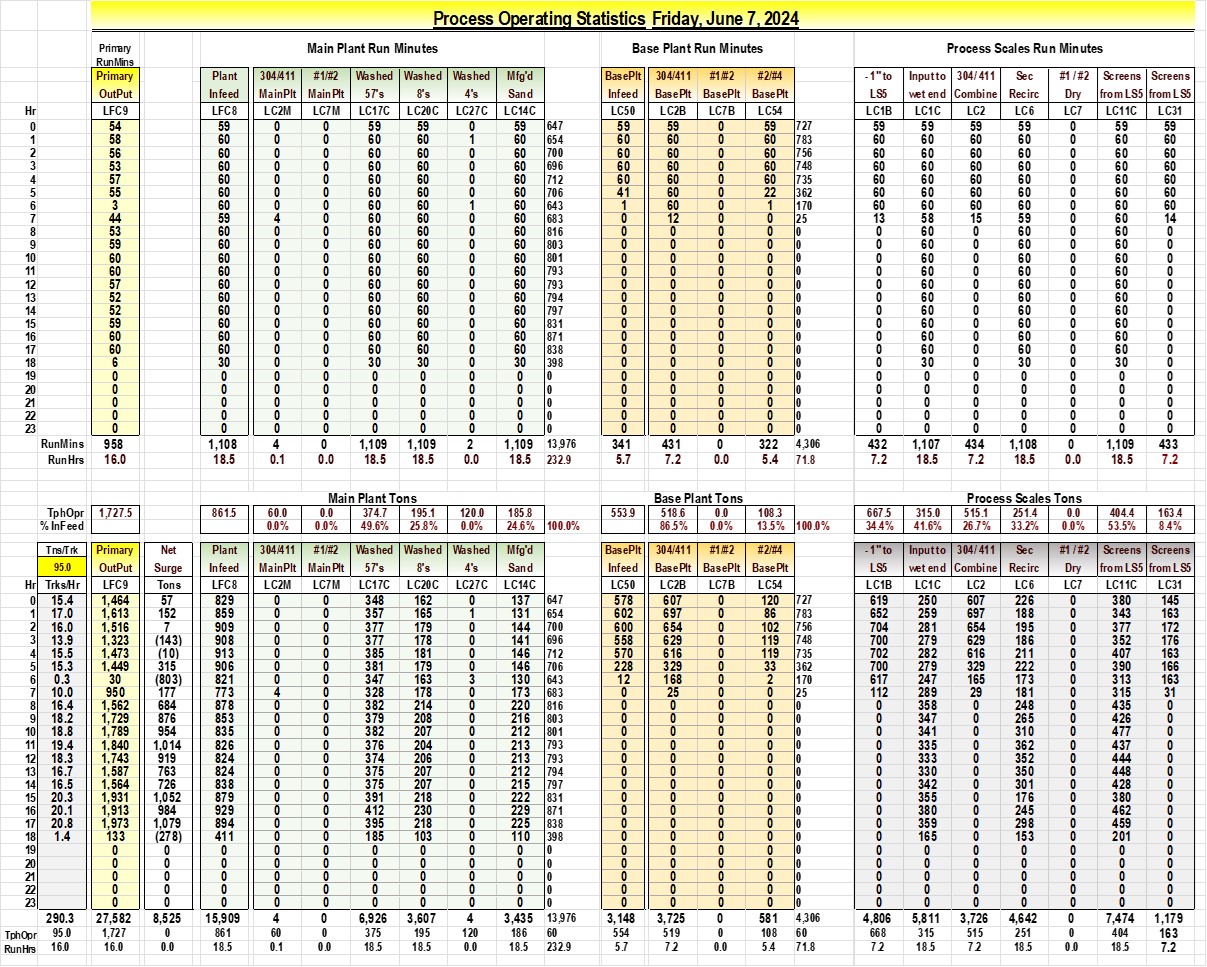 Process Operating Statistics Friday, June 7, 2024
Primary Main Plant Run Minutes Base Plant Run Minutes Process Scales Run Minutes
RunMins
Primary Plant 304/411 #1/#2 Washed Washed Washed Mfg'd BasePlt 304/411 #1/#2 #2/#4 -1" to Input to 304/411 Sec #1/#2 Screens Screens
OutPut Infeed MainPlt MainPlt 57's 8's 4's Sand Infeed BasePlt BasePlt BasePlt LS5 wet end Combine Recirc Dry from LS5 from LS5
Hr LFC9 LFC8 LC2M LC7M LC17C LC20C LC27C LC14C LC50 LC2B LC7B LC54 LC1B LC1C LC2 LC6 LC7 LC11C LC31
0 54 59 0 0 59 59 0 59 647 59 59 0 59 727 59 59 59 59 0 59 59
1 58 60 0 0 60 60 1 60 654 60 60 0 60 783 60 60 60 60 0 60 60
2 56 60 0 0 60 60 0 60 700 60 60 0 60 756 60 60 60 60 0 60 60
3 53 60 0 0 60 60 0 60 696 60 60 0 60 748 60 60 60 60 0 60 60
4 57 60 0 0 60 60 0 60 712 60 60 0 60 735 60 60 60 60 0 60 60
5 55 60 0 0 60 60 0 60 706 41 60 0 22 362 60 60 60 60 0 60 60
6 3 60 0 0 60 60 1 60 643 1 60 0 1 170 60 60 60 60 0 60 60
7 44 59 4 0 60 60 0 60 683 0 12 0 0 25 13 58 15 59 0 60 14
8 53 60 0 0 60 60 0 60 816 0 0 0 0 0 0 60 0 60 0 60 0
9 59 60 0 0 60 60 0 60 803 0 0 0 0 0 0 60 0 60 0 60 0
10 60 60 0 0 60 60 0 60 801 0 0 0 0 0 0 60 0 60 0 60 0
11 60 60 0 0 60 60 0 60 793 0 0 0 0 0 0 60 0 60 0 60 0
12 57 60 0 0 60 60 0 60 793 0 0 0 0 0 0 60 0 60 0 60 0
13 52 60 0 0 60 60 0 60 794 0 0 0 0 0 0 60 0 60 0 60 0
14 52 60 0 0 60 60 0 60 797 0 0 0 0 0 0 60 0 60 0 60 0
15 59 60 0 0 60 60 0 60 831 0 0 0 0 0 0 60 0 60 0 60 0
16 60 60 0 0 60 60 0 60 871 0 0 0 0 0 0 60 0 60 0 60 0
17 60 60 0 0 60 60 0 60 838 0 0 0 0 0 0 60 0 60 0 60 0
18 6 30 0 0 30 30 0 30 398 0 0 0 0 0 0 30 0 30 0 30 0
19 0 0 0 0 0 0 0 0 0 0 0 0 0 0 0 0 0 0 0 0 0
20 0 0 0 0 0 0 0 0 0 0 0 0 0 0 0 0 0 0 0 0 0
21 0 0 0 0 0 0 0 0 0 0 0 0 0 0 0 0 0 0 0 0 0
22 0 0 0 0 0 0 0 0 0 0 0 0 0 0 0 0 0 0 0 0 0
23 0 0 0 0 0 0 0 0 0 0 0 0 0 0 0 0 0 0 0 0 0
RunMins 958 1,108 4 0 1,109 1,109 2 1,109 13,976 341 431 0 322 4,306 432 1,107 434 1,108 0 1,109 433
RunHrs 16.0 18.5 0.1 0.0 18.5 18.5 0.0 18.5 232.9 5.7 7.2 0.0 5.4 71.8 7.2 18.5 7.2 18.5 0.0 18.5 7.2
Main Plant Tons Base Plant Tons Process Scales Tons
TphOpr 1,727.5 861.5 60.0 0.0 374.7 195.1 120.0 185.8 553.9 518.6 0.0 108.3 667.5 315.0 515.1 251.4 0.0 404.4 163.4
% InFeed 0.0% 0.0% 49.6% 25.8% 0.0% 24.6% 100.0% 86.5% 0.0% 13.5% 100.0% 34.4% 41.6% 26.7% 33.2% 0.0% 53.5% 8.4%
Tns/Trk Primary Net Plant 304/411 #1/#2 Washed Washed Washed Mfg'd BasePlt 304/411 #1/#2 #2/#4 -1" to Input to 304/411 Sec #1/#2 Screens Screens
95.0 OutPut Surge Infeed MainPlt MainPlt 57's 8's 4's Sand Infeed BasePlt BasePlt BasePlt LS5 wet end Combine Recirc Dry from LS5 from LS5
Hr Trks/Hr LFC9 Tons LFC8 LC2M LC7M LC17C LC20C LC27C LC14C LC50 LC2B LC7B LC54 LC1B LC1C LC2 LC6 LC7 LC11C LC31
0 15.4 1,464 57 829 0 0 348 162 0 137 647 578 607 0 120 727 619 250 607 226 0 380 145
1 17.0 1,613 152 859 0 0 357 165 1 131 654 602 697 0 86 783 652 259 697 188 0 343 163
2 16.0 1,516 7 909 0 0 377 179 0 144 700 600 654 0 102 756 704 281 654 195 0 377 172
3 13.9 1,323 (143) 908 0 0 377 178 0 141 696 558 629 0 119 748 700 279 629 186 0 352 176
4 15.5 1,473 (10) 913 0 0 385 181 0 146 712 570 616 0 119 735 702 282 616 211 0 407 163
5 15.3 1,449 315 906 0 0 381 179 0 146 706 228 329 0 33 362 700 279 329 222 0 390 166
6 0.3 30 (803) 821 0 0 347 163 3 130 643 12 168 0 2 170 617 247 165 173 0 313 163
7 10.0 950 177 773 4 0 328 178 0 173 683 0 25 0 0 25 112 289 29 181 0 315 31
8 16.4 1,562 684 878 0 0 382 214 0 220 816 0 0 0 0 0 0 358 0 248 0 435 0
9 18.2 1,729 876 853 0 0 379 208 0 216 803 0 0 0 0 0 0 347 0 265 0 426 0
10 18.8 1,789 954 835 0 0 382 207 0 212 801 0 0 0 0 0 0 341 0 310 0 477 0
11 19.4 1,840 1,014 826 0 0 376 204 0 213 793 0 0 0 0 0 0 335 0 362 0 437 0
12 18.3 1,743 919 824 0 0 374 206 0 213 793 0 0 0 0 0 0 333 0 352 0 444 0
13 16.7 1,587 763 824 0 0 375 207 0 212 794 0 0 0 0 0 0 330 0 350 0 448 0
14 16.5 1,564 726 838 0 0 375 207 0 215 797 0 0 0 0 0 0 342 0 301 0 428 0
15 20.3 1,931 1,052 879 0 0 391 218 0 222 831 0 0 0 0 0 0 355 0 176 0 380 0
16 20.1 1,913 984 929 0 0 412 230 0 229 871 0 0 0 0 0 0 380 0 245 0 462 0
17 20.8 1,973 1,079 894 0 0 395 218 0 225 838 0 0 0 0 0 0 359 0 298 0 459 0
18 1.4 133 (278) 411 0 0 185 103 0 110 398 0 0 0 0 0 0 165 0 153 0 201 0
19 0 0 0 0 0 0 0 0 0 0 0 0 0 0 0 0 0 0 0 0 0 0
20 0 0 0 0 0 0 0 0 0 0 0 0 0 0 0 0 0 0 0 0 0 0
21 0 0 0 0 0 0 0 0 0 0 0 0 0 0 0 0 0 0 0 0 0 0
22 0 0 0 0 0 0 0 0 0 0 0 0 0 0 0 0 0 0 0 0 0 0
23 0 0 0 0 0 0 0 0 0 0 0 0 0 0 0 0 0 0 0 0 0 0
290.3 27,582 8,525 15,909 4 0 6,926 3,607 4 3,435 13,976 3,148 3,725 0 581 4,306 4,806 5,811 3,726 4,642 0 7,474 1,179
TphOpr 95.0 1,727 0 861 60 0 375 195 120 186 60 554 519 0 108 60 668 315 515 251 0 404 163
RunHrs 16.0 16.0 0.0 18.5 0.1 0.0 18.5 18.5 0.0 18.5 232.9 5.7 7.2 0.0 5.4 71.8 7.2 18.5 7.2 18.5 0.0 18.5 7.2